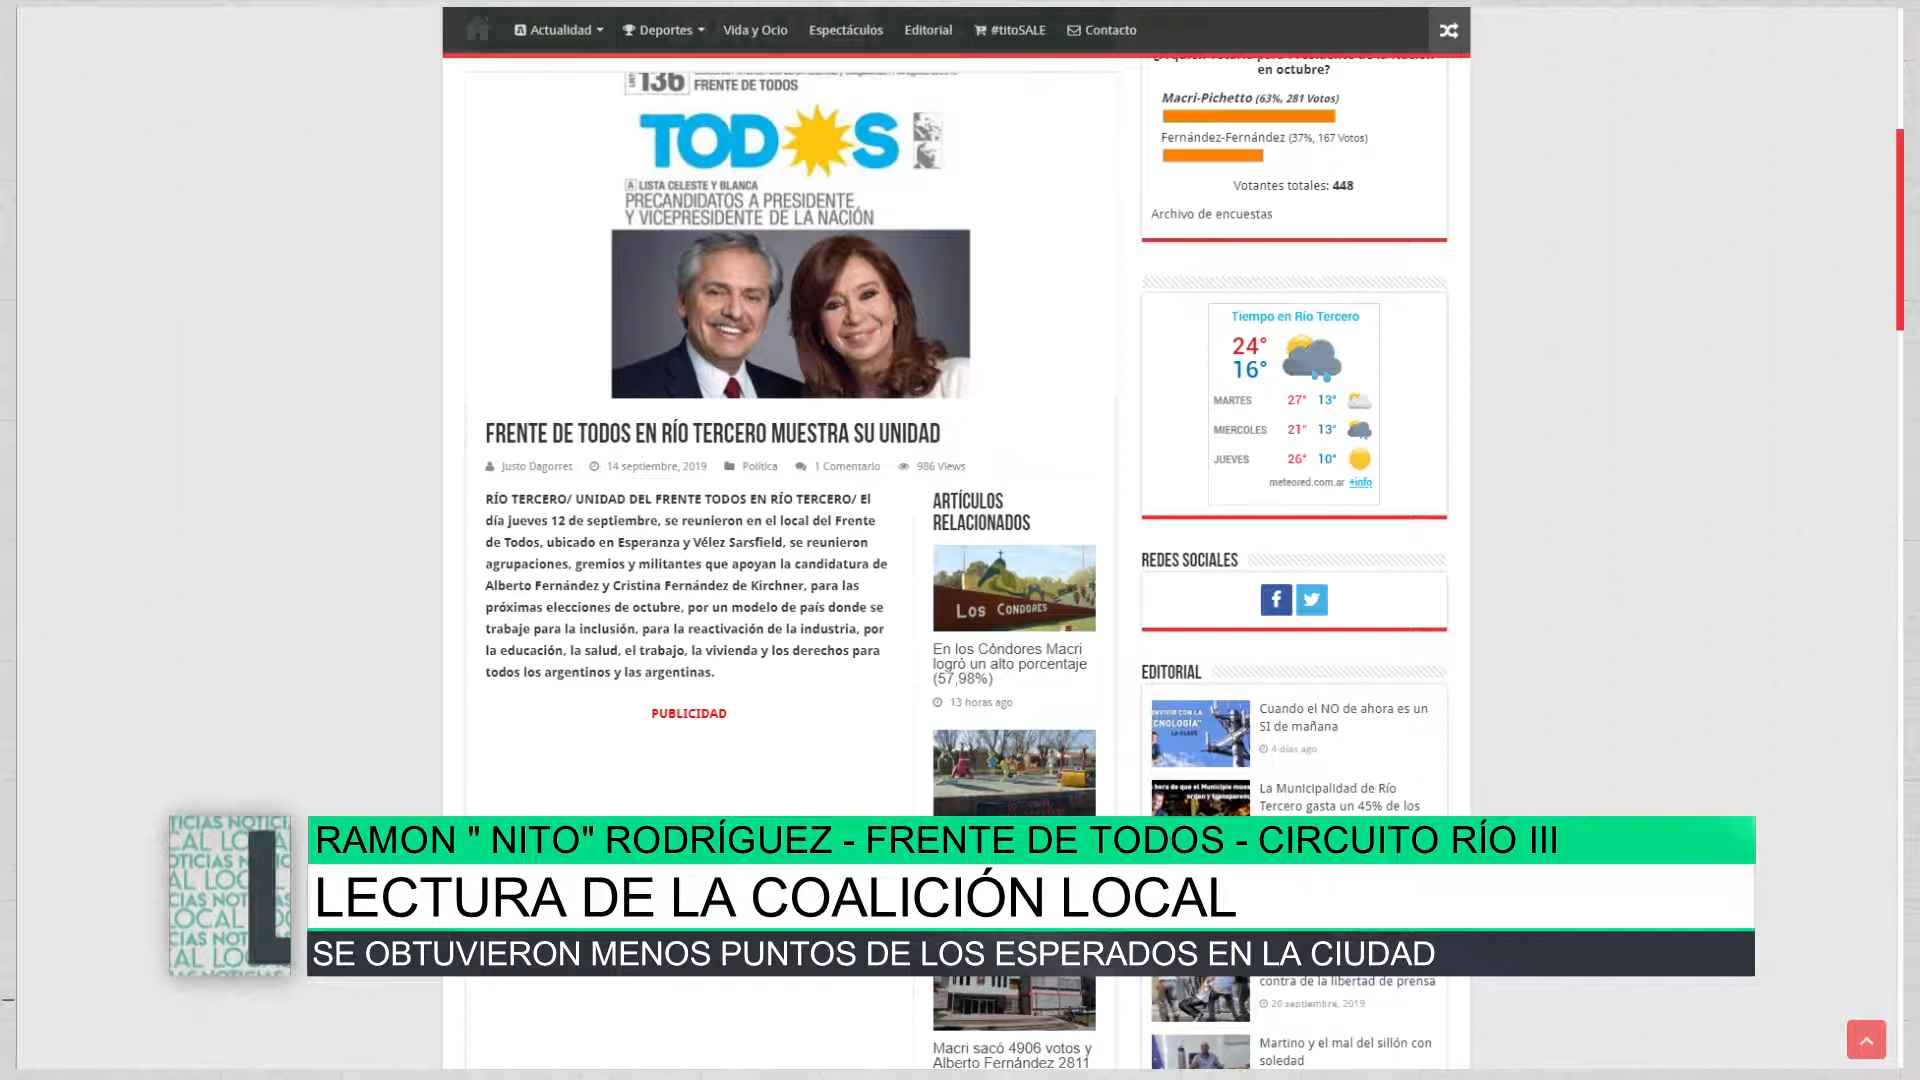 Actualidad
Deportes
Vida y Ocio
Espectáculos
Editorial
#titoSALE
Contacto
136
FRENTE DE TODOS
TODOS
A LISTA CELESTE Y BLANCA
PRECANDIDATOS A PRESIDENTE
Y VICEPRESIDENTE DE LA NACIÓN
FRENTE DE TODOS EN RÍO TERCERO MUESTRA SU UNIDAD
Justo Dagorret
14 septiembre, 2019
Política
1 Comentario
986 Views
RÍO TERCERO/ UNIDAD DEL FRENTE TODOS EN RÍO TERCERO/ El
día jueves 12 de septiembre, se reunieron en el local del Frente
de Todos, ubicado en Esperanza y Vélez Sarsfield, se reunieron
agrupaciones, gremios y militantes que apoyan la candidatura de
Alberto Fernández y Cristina Fernández de Kirchner, para las
próximas elecciones de octubre, por un modelo de país donde se
trabaje para la inclusión, para la reactivación de la industria, por
la educación, la salud, el trabajo, la vivienda y los derechos para
todos los argentinos y las argentinas.
PUBLICIDAD
ARTÍCULOS
RELACIONADOS
LOS CONDORES
En los Cóndores Macri
logró un alto porcentaje
(57,98%)
13 horas ago
Macri sacó 4906 votos y
Alberto Fernández 2811
en octubre?
Macri-Pichetto (63%, 281 Votos)
Fernández-Fernández (37%, 167 Votos)
Votantes totales: 448
Archivo de encuestas
Tiempo en Río Tercero
24°
16°
MARTES 27° 13°
MIERCOLES 21° 13°
JUEVES 26° 10°
meteored.com.ar +info
REDES SOCIALES
EDITORIAL
Cuando el NO de ahora es un
SI de mañana
4 días ago
La Municipalidad de Río
Tercero gasta un 45% de los
contra de la libertad de prensa
20 septiembre, 2019
Martino y el mal del sillón con
soledad
L
RAMON " NITO" RODRÍGUEZ - FRENTE DE TODOS - CIRCUITO RÍO III
LECTURA DE LA COALICIÓN LOCAL
SE OBTUVIERON MENOS PUNTOS DE LOS ESPERADOS EN LA CIUDAD